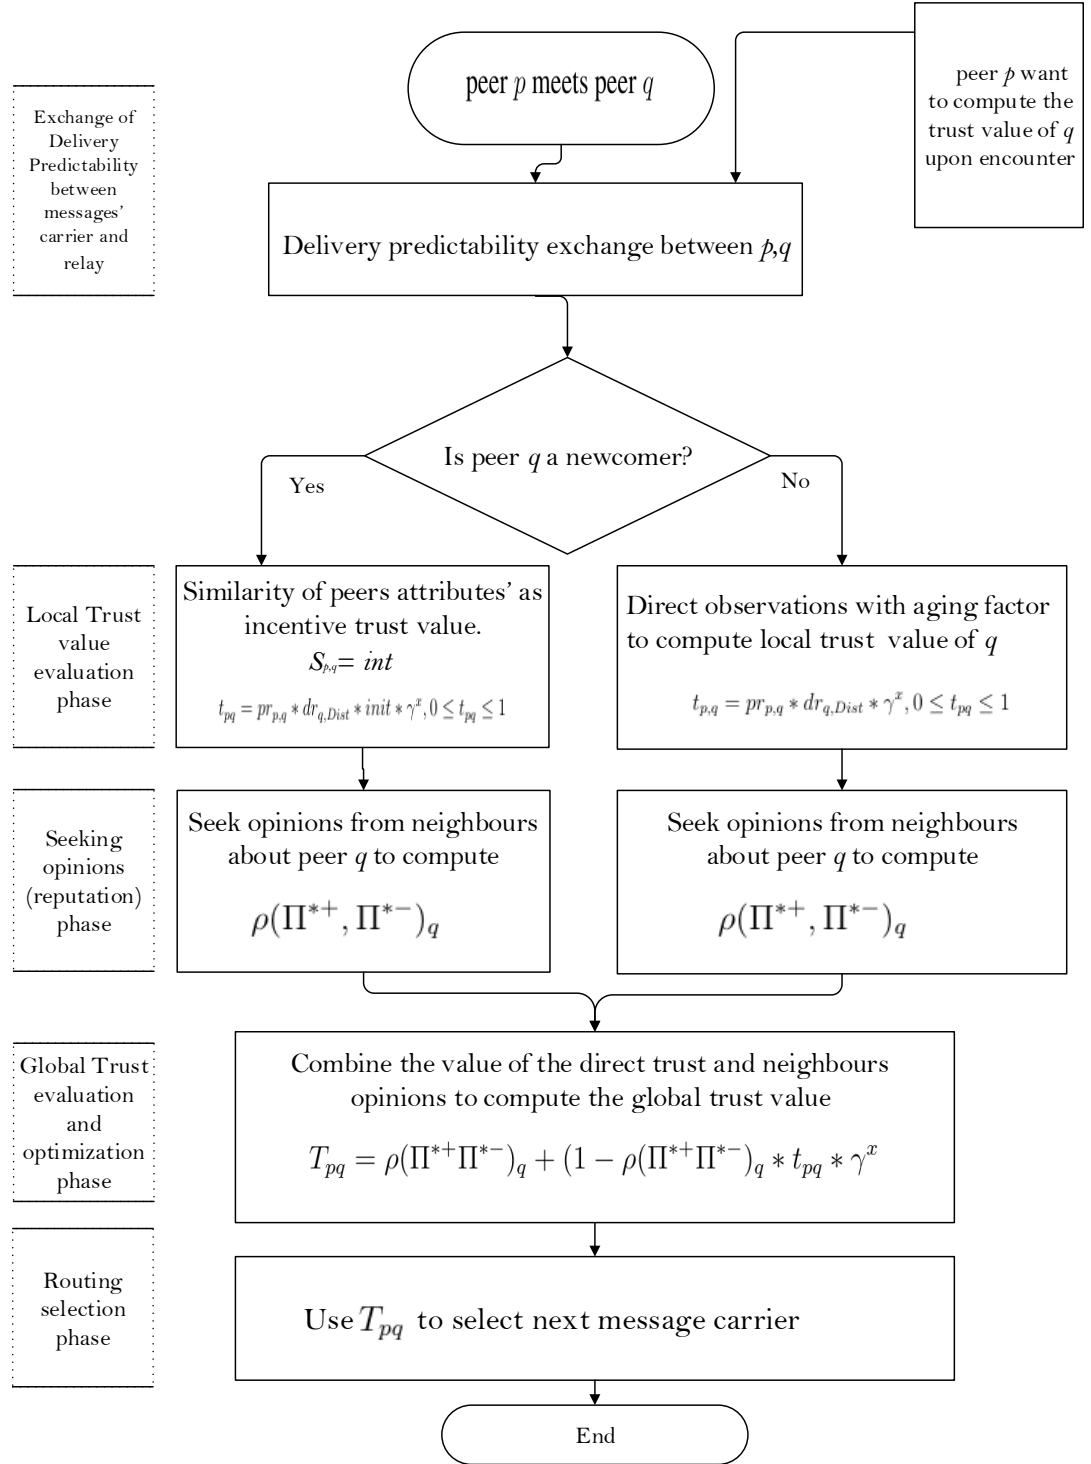 peer p meets peer q
peer p want
to compute the
trust value of q
upon encounter
Exchange of
Delivery
Predictability
between
messages’
carrier and
relay
Delivery predictability exchange between p,q
Is peer q a newcomer?
Yes
No
Local Trust
value
evaluation
phase
Similarity of peers attributes’ as
incentive trust value.
S_{p,q}= int
t_{pq} = pr_{p,q} * dr_{q,Dist} * init * γ^x, 0 ≤ t_{pq} ≤ 1
Direct observations with aging factor
to compute local trust value of q
t_{p,q} = pr_{p,q} * dr_{q,Dist} * γ^x, 0 ≤ t_{pq} ≤ 1
Seeking
opinions
(reputation)
phase
Seek opinions from neighbours
about peer q to compute
ρ(Π^{*+}, Π^{*−})_q
Seek opinions from neighbours
about peer q to compute
ρ(Π^{*+}, Π^{*−})_q
Global Trust
evaluation
and
optimization
phase
Combine the value of the direct trust and neighbours
opinions to compute the global trust value
T_{pq} = ρ(Π^{*+}Π^{*−})_q + (1 − ρ(Π^{*+}Π^{*−})_q * t_{pq} * γ^x
Routing
selection
phase
Use T_{pq} to select next message carrier
End